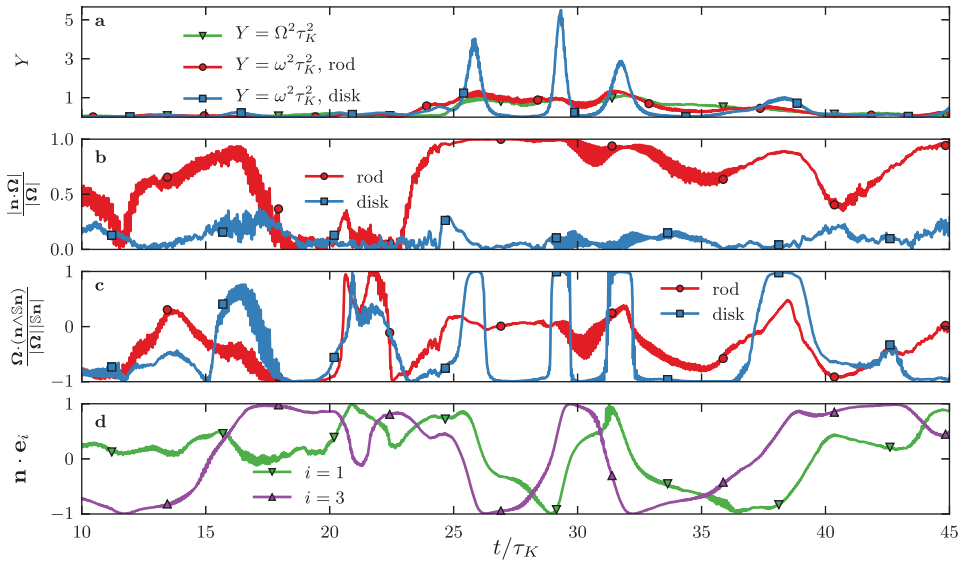 a
Y
5
3
1
Y = Ω²τ_K²
Y = ω²τ_K², rod
Y = ω²τ_K², disk
b
|n·Ω| / |Ω|
1.0
0.5
0.0
rod
disk
c
Ω·(n∧𝕊n) / |Ω||𝕊n|
1
0
−1
rod
disk
d
n · e_i
1
0
−1
i = 1
i = 3
10 15 20 25 30 35 40 45
t/τ_K